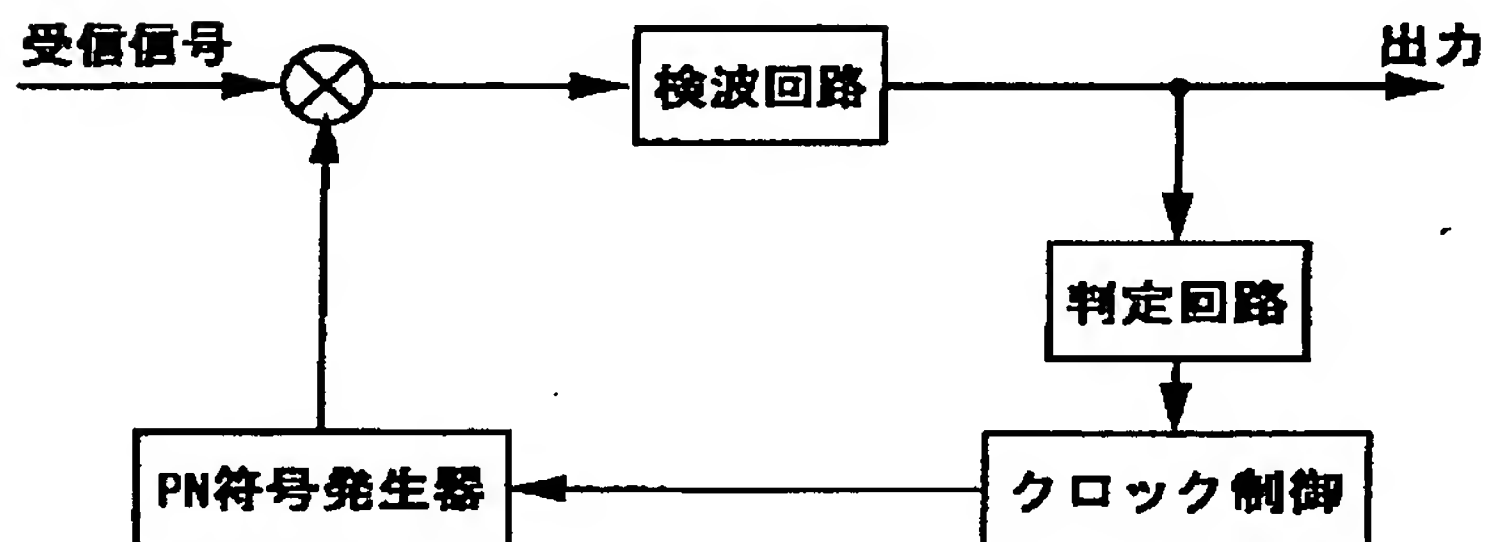 受信信号
検波回路
出力
判定回路
PN符号発生器
クロック制御